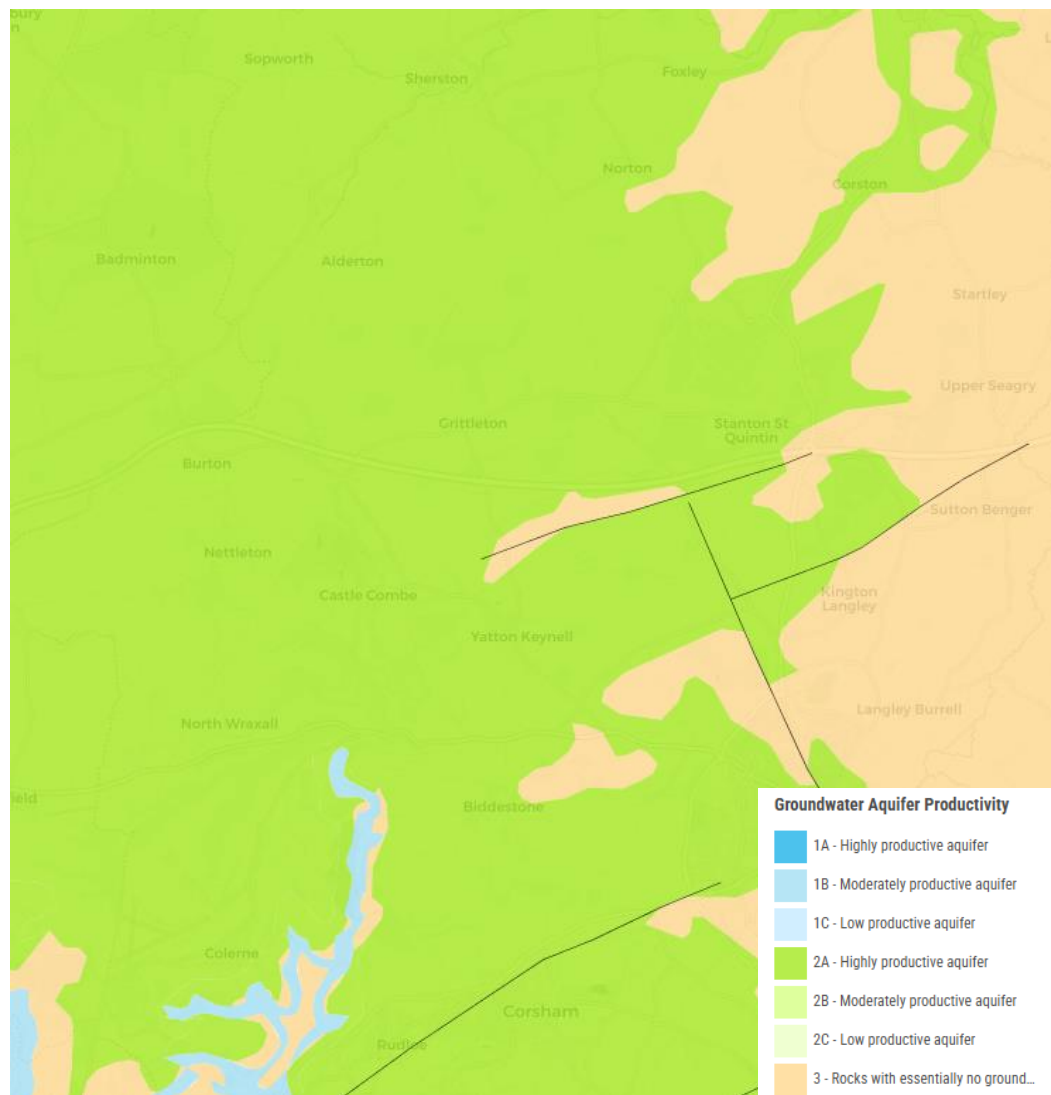 bury
n
Sopworth
Sherston
Foxley
L
Norton
Corston
Badminton
Alderton
Startley
Upper Seagry
Grittleton
Stanton St
Quintin
Burton
Sutton Benger
Nettleton
Castle Combe
Kington
Langley
Yatton Keynell
Langley Burrell
North Wraxall
ield
Biddestone
Groundwater Aquifer Productivity
1A - Highly productive aquifer
1B - Moderately productive aquifer
1C - Low productive aquifer
Colerne
2A - Highly productive aquifer
2B - Moderately productive aquifer
Corsham
2C - Low productive aquifer
Rudloe
3 - Rocks with essentially no ground…